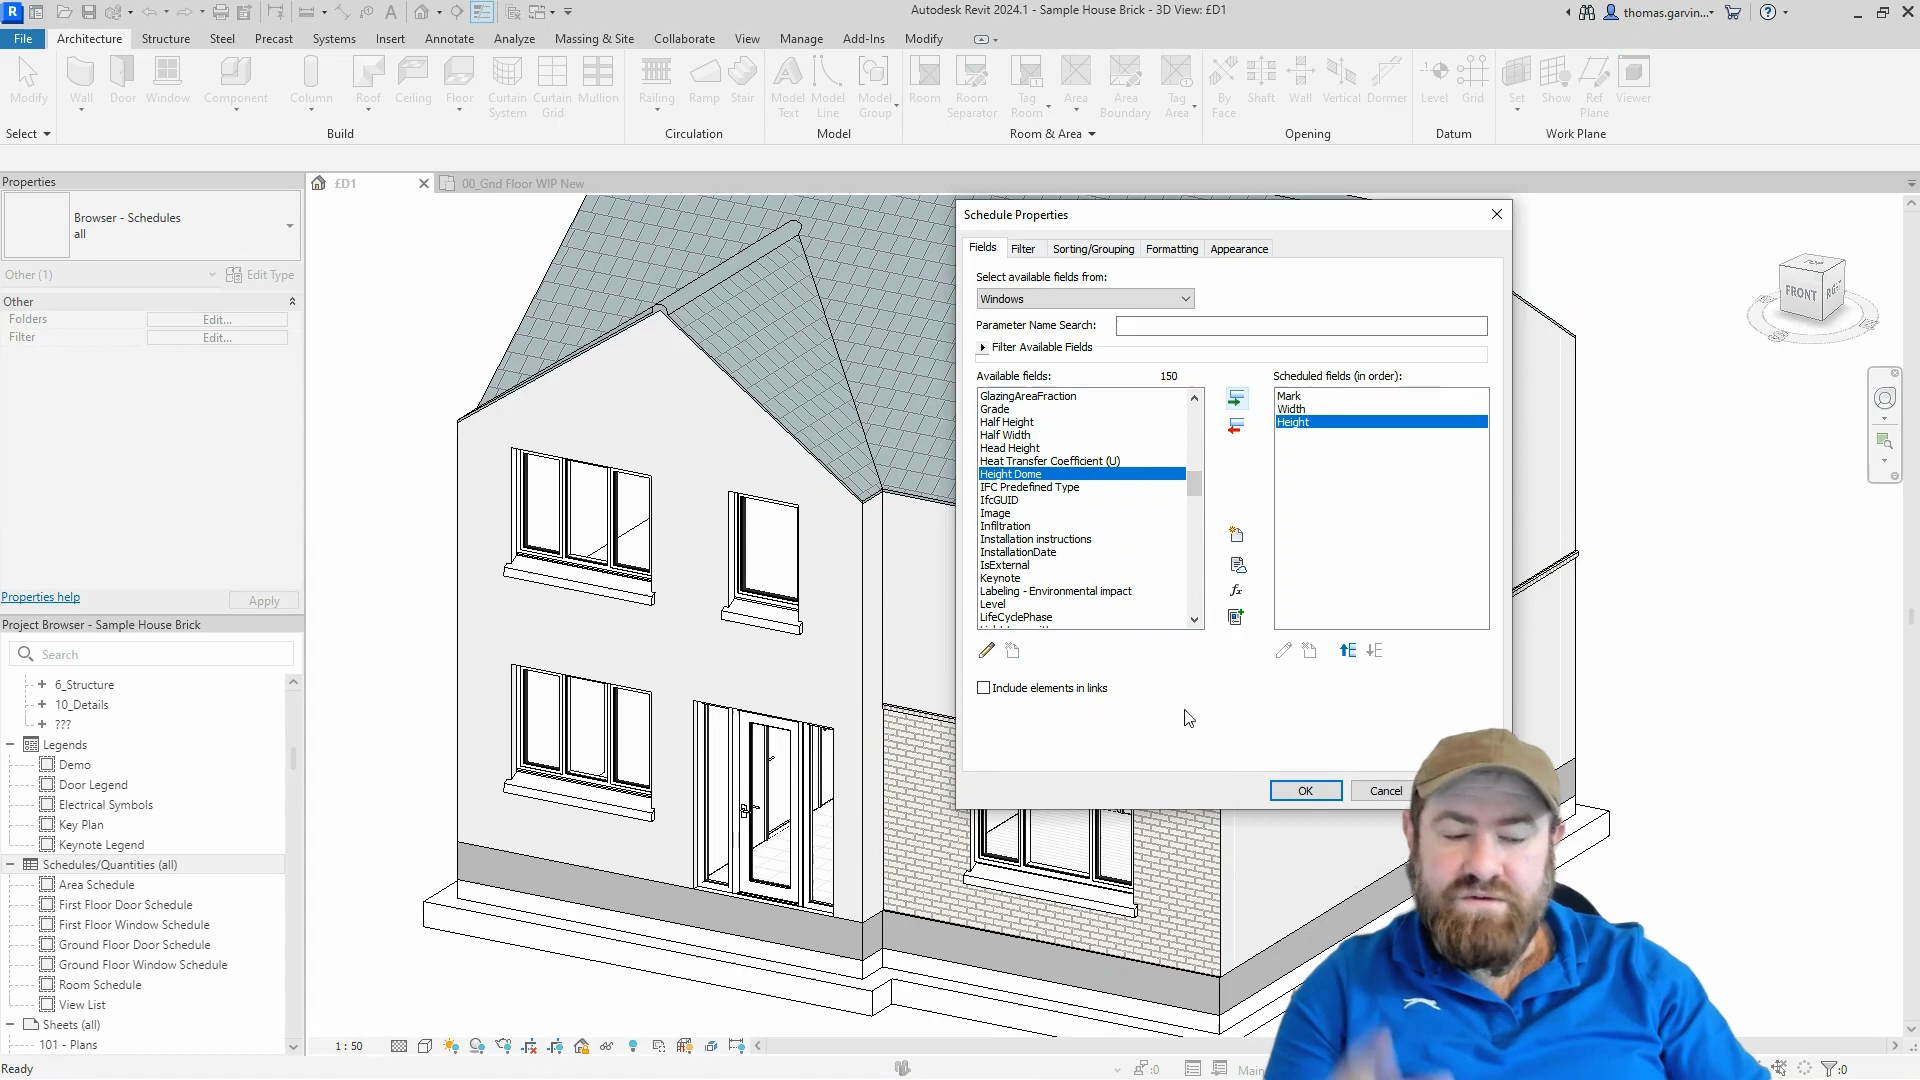 Autodesk Revit 2024.1 - Sample House Brick - 3D View: £D1
thomas.garvin...
File Architecture Structure Steel Precast Systems Insert Annotate Analyze Massing & Site Collaborate View Manage Add-Ins Modify
Modify Wall Door Window Component Column Roof Ceiling Floor Curtain System Curtain Grid Mullion Railing Ramp Stair Model Text Model Line Model Group Room Room Separator Tag Room Area Area Boundary Tag Area By Face Shaft Wall Vertical Dormer Level Grid Set Show Ref Plane Viewer
Select Build Circulation Model Room & Area Opening Datum Work Plane
Properties
£D1
00_Gnd Floor WIP New
Browser - Schedules
all
Other (1)
Edit Type
Other
Folders Edit...
Filter Edit...
Properties help
Apply
Project Browser - Sample House Brick
Search
6_Structure
10_Details
???
Legends
Demo
Door Legend
Electrical Symbols
Key Plan
Keynote Legend
Schedules/Quantities (all)
Area Schedule
First Floor Door Schedule
First Floor Window Schedule
Ground Floor Door Schedule
Ground Floor Window Schedule
Room Schedule
View List
Sheets (all)
101 - Plans
Schedule Properties
Fields Filter Sorting/Grouping Formatting Appearance
Select available fields from:
Windows
Parameter Name Search:
Filter Available Fields
Available fields: 150
Scheduled fields (in order):
GlazingAreaFraction
Grade
Half Height
Half Width
Head Height
Heat Transfer Coefficient (U)
Height Dome
IFC Predefined Type
IfcGUID
Image
Infiltration
Installation instructions
InstallationDate
IsExternal
Keynote
Labeling - Environmental impact
Level
LifeCyclePhase
Mark
Width
Height
fx
Include elements in links
OK
Cancel
TOP
FRONT
1 : 50
Ready
:0
Main
:0